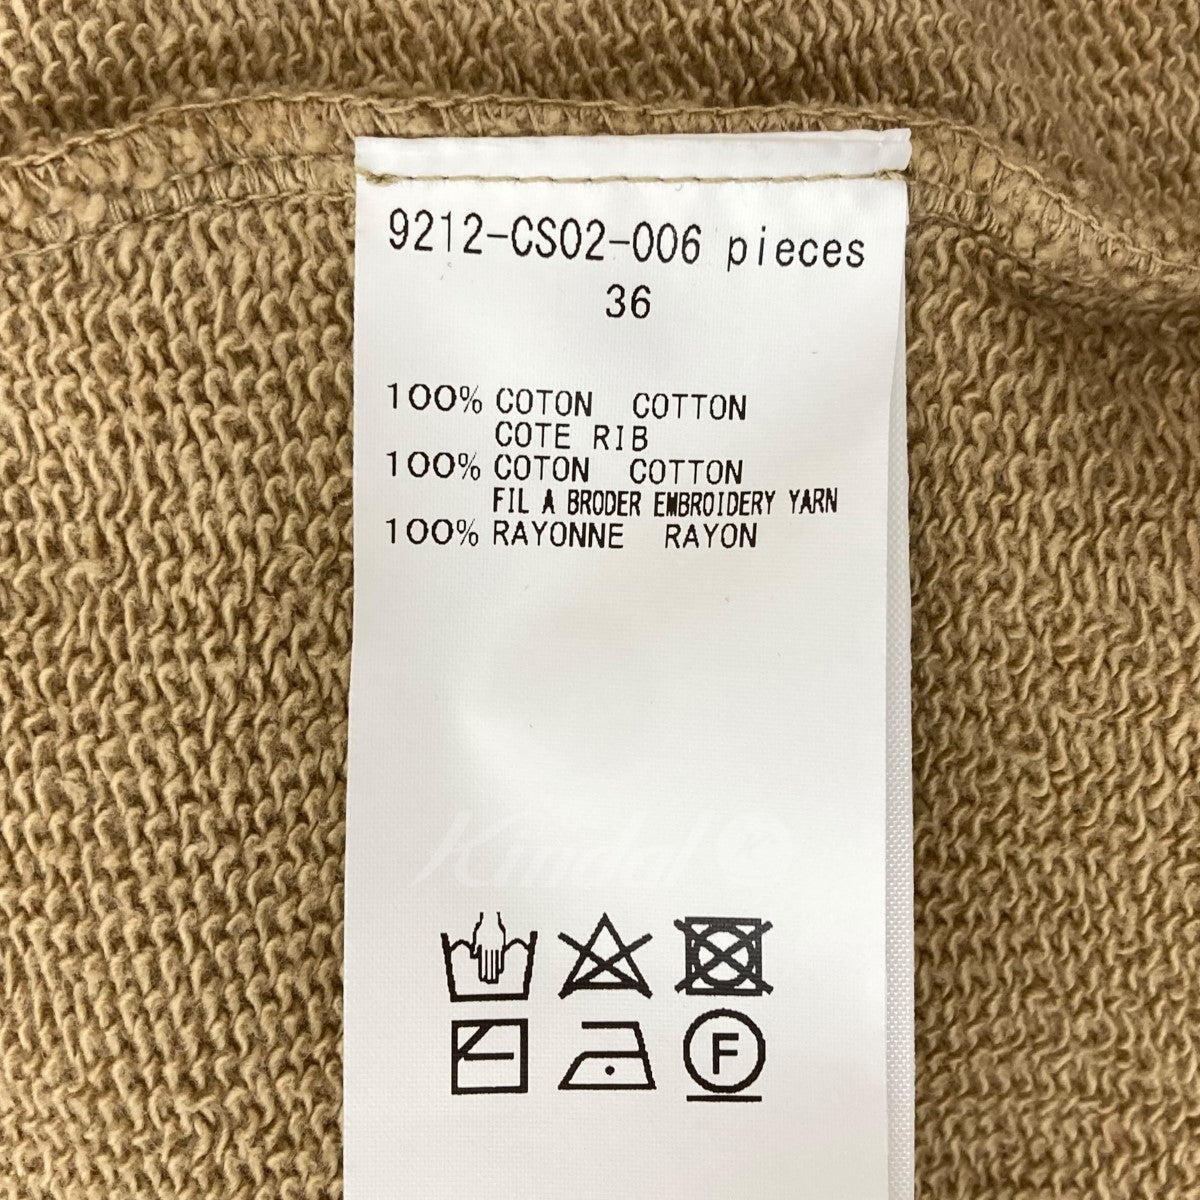 9212-CS02-006 pieces
36
100% COTON COTTON
COTE RIB
100% COTON COTTON
FIL A BRODER EMBROIDERY YARN
100% RAYONNE RAYON
Kindal
F